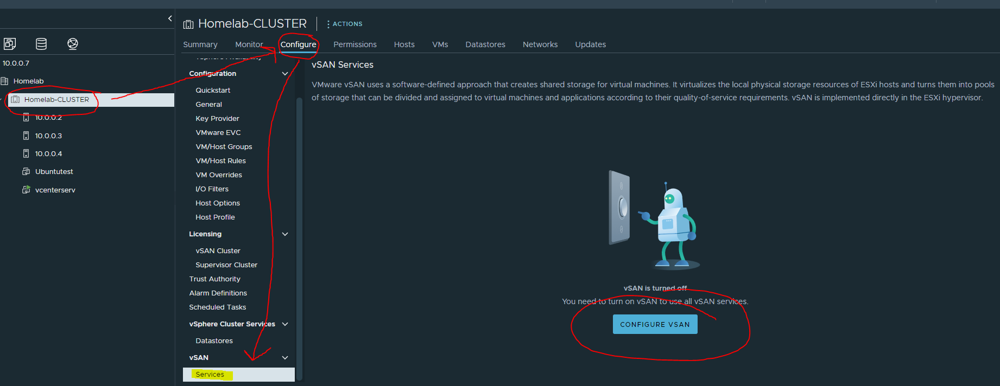 Homelab-CLUSTER
ACTIONS
Summary Monitor Configure Permissions Hosts VMs Datastores Networks Updates
10.0.0.7
Homelab
Homelab-CLUSTER
10.0.0.2
10.0.0.3
10.0.0.4
Ubuntutest
vcenterserv
vSphere Availability
Configuration
Quickstart
General
Key Provider
VMware EVC
VM/Host Groups
VM/Host Rules
VM Overrides
I/O Filters
Host Options
Host Profile
Licensing
vSAN Cluster
Supervisor Cluster
Trust Authority
Alarm Definitions
Scheduled Tasks
vSphere Cluster Services
Datastores
vSAN
Services
vSAN Services
VMware vSAN uses a software-defined approach that creates shared storage for virtual machines. It virtualizes the local physical storage resources of ESXi hosts and turns them into pools
of storage that can be divided and assigned to virtual machines and applications according to their quality-of-service requirements. vSAN is implemented directly in the ESXi hypervisor.
vSAN is turned off
You need to turn on vSAN to use all vSAN services.
CONFIGURE VSAN